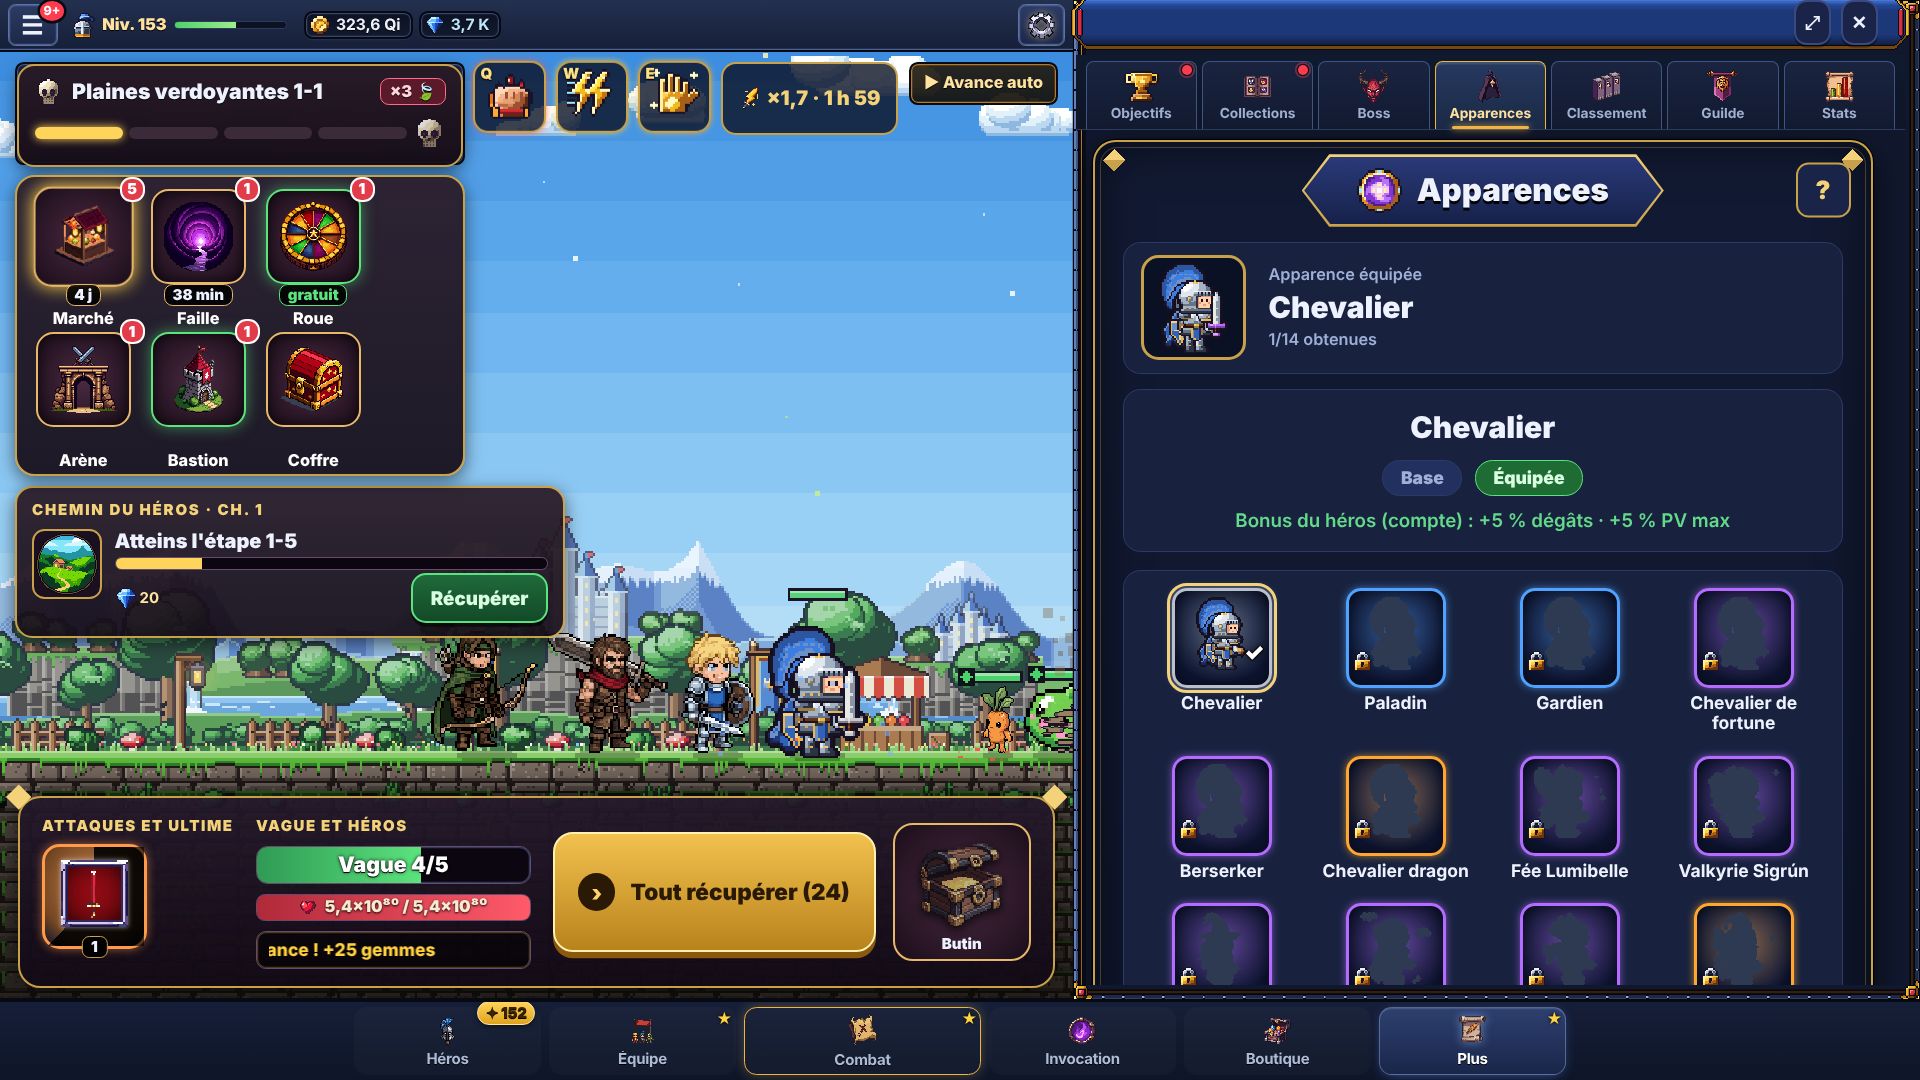 9+
Niv. 153
323,6 Qi
3,7 K
Plaines verdoyantes 1-1
×3
Q
W
E
×1,7 · 1 h 59
Avance auto
5
1
1
4 j
38 min
gratuit
Marché
Faille
Roue
1
1
Arène
Bastion
Coffre
CHEMIN DU HÉROS · CH. 1
Atteins l'étape 1-5
20
Récupérer
ATTAQUES ET ULTIME
1
VAGUE ET HÉROS
Vague 4/5
5,4×10⁸⁰ / 5,4×10⁸⁰
ance ! +25 gemmes
Tout récupérer (24)
Butin
Objectifs
Collections
Boss
Apparences
Classement
Guilde
Stats
Apparences
?
Apparence équipée
Chevalier
1/14 obtenues
Chevalier
Base
Équipée
Bonus du héros (compte) : +5 % dégâts · +5 % PV max
Chevalier
Paladin
Gardien
Chevalier de
fortune
Berserker
Chevalier dragon
Fée Lumibelle
Valkyrie Sigrún
152
Héros
Équipe
Combat
Invocation
Boutique
Plus